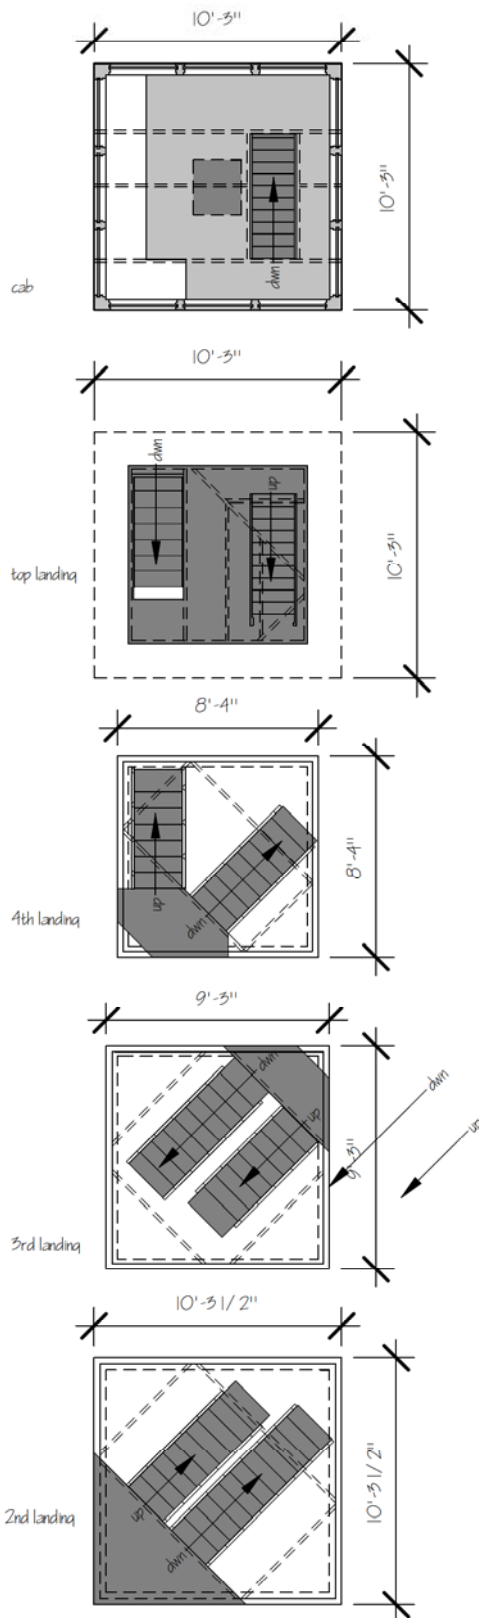 10'-3"
10'-3"
dwn
cab
10'-3"
dwn
up
10'-3"
top landing
8'-4"
8'-4"
up
dwn
4th landing
9'-3"
dwn
dwn
up
up
9'-3"
3rd landing
10'-3 1/2"
10'-3 1/2"
up
2nd landing
dwn